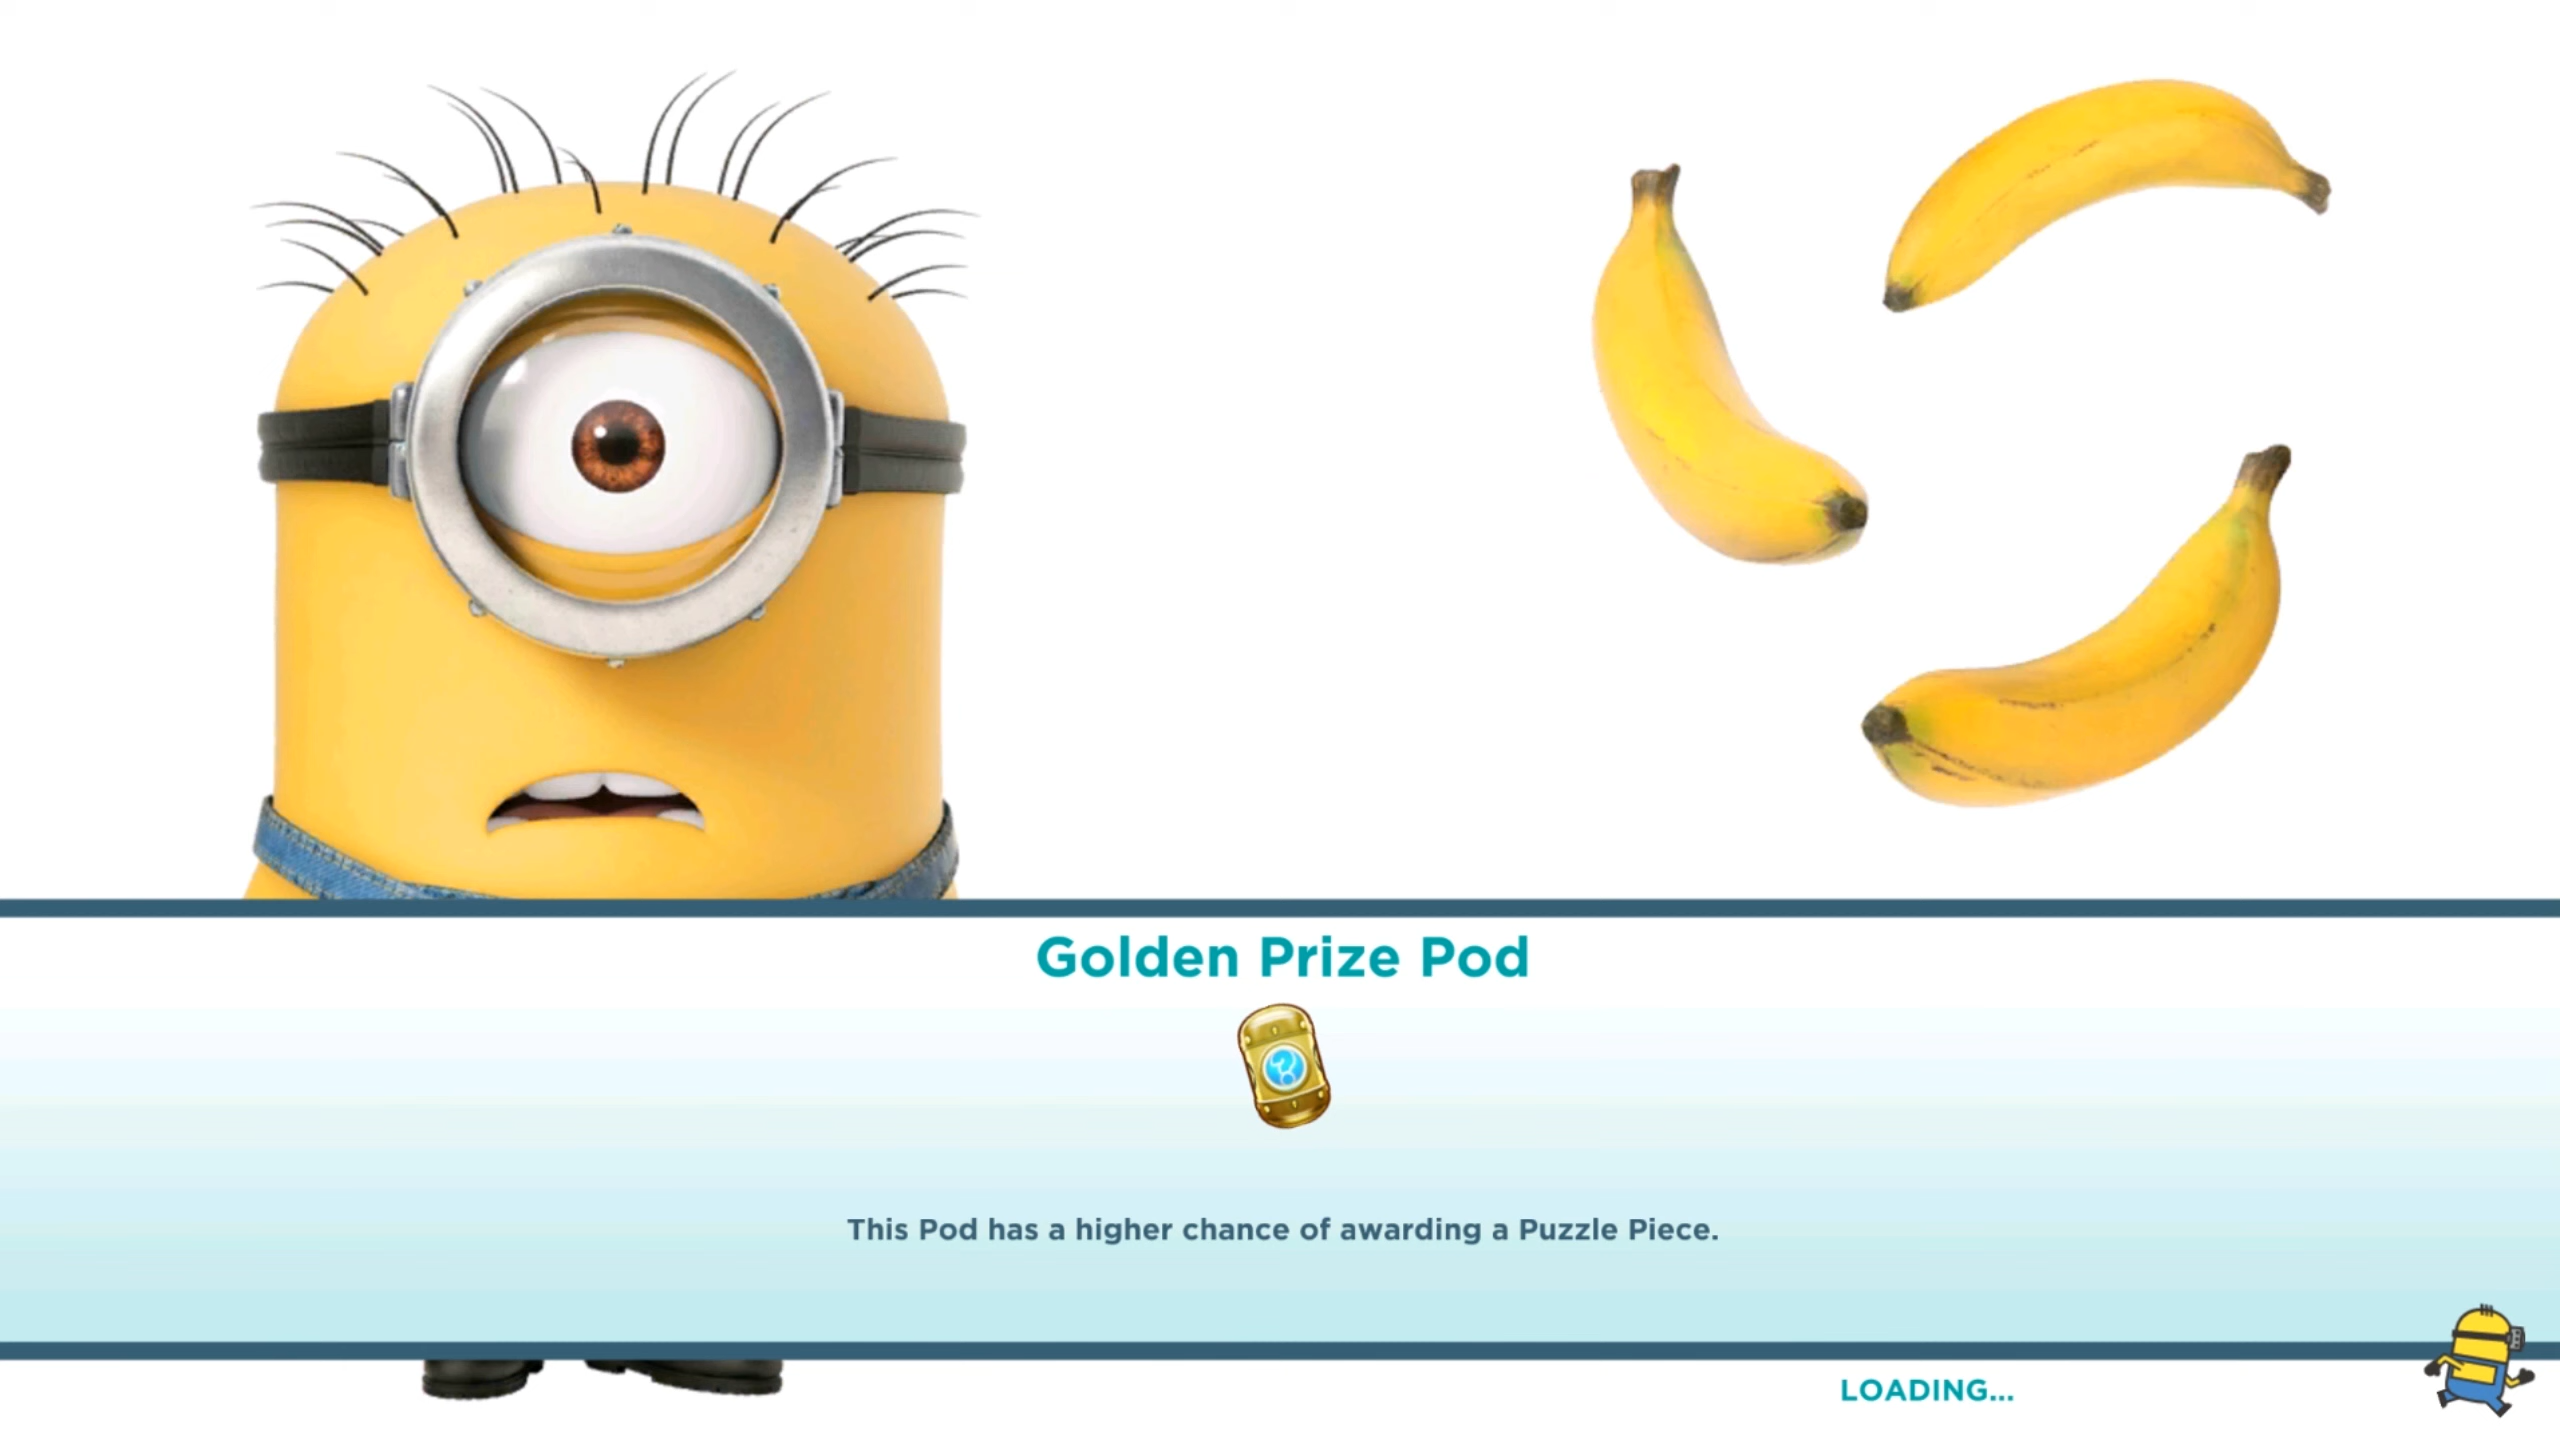 Golden Prize Pod
?
This Pod has a higher chance of awarding a Puzzle Piece.
LOADING...